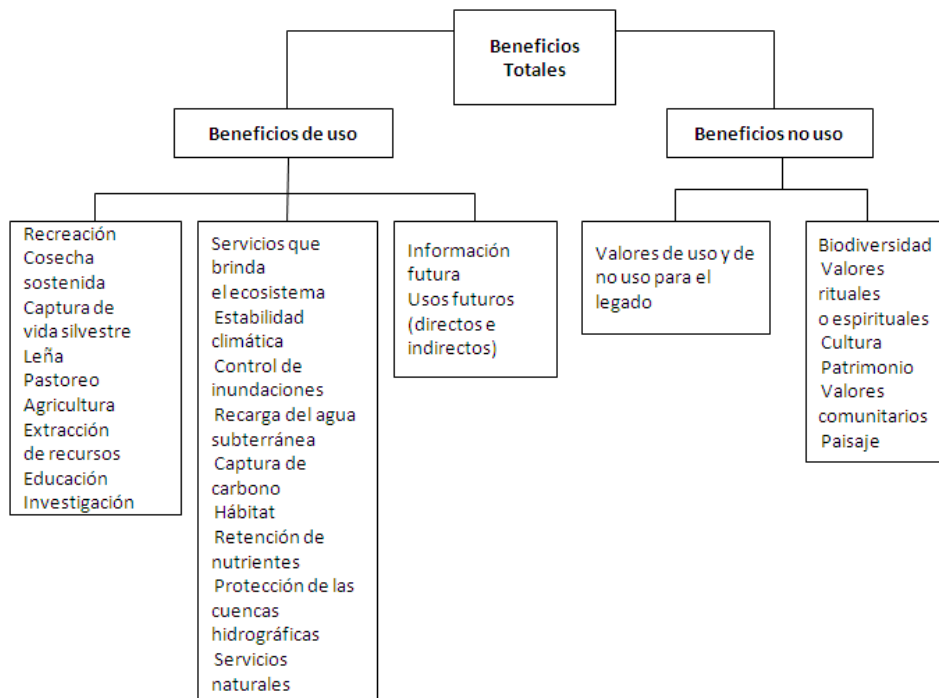 Beneficios
Totales
Beneficios de uso
Beneficios no uso
Recreación
Cosecha
sostenida
Captura de
vida silvestre
Leña
Pastoreo
Agricultura
Extracción
de recursos
Educación
Investigación
Servicios que
brinda
el ecosistema
Estabilidad
climática
Control de
inundaciones
Recarga del agua
subterránea
Captura de
carbono
Hábitat
Retención de
nutrientes
Protección de las
cuencas
hidrográficas
Servicios
naturales
Información
futura
Usos futuros
(directos e
indirectos)
Valores de uso y de
no uso para el
legado
Biodiversidad
Valores
rituales
o espirituales
Cultura
Patrimonio
Valores
comunitarios
Paisaje